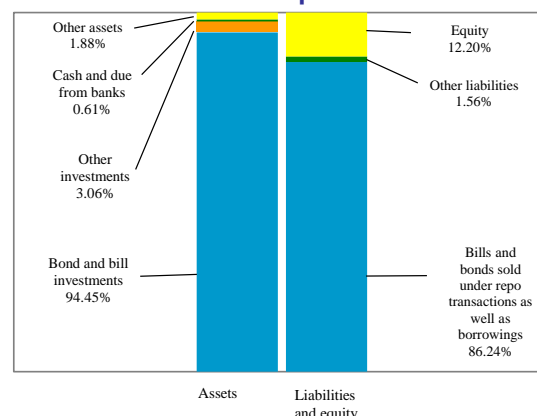 Other assets
1.88%
Cash and due
from banks
0.61%
Other
investments
3.06%
Bond and bill
investments
94.45%
Equity
12.20%
Other liabilities
1.56%
Bills and
bonds sold
under repo
transactions as
well as
borrowings
86.24%
Assets
Liabilities
and equity